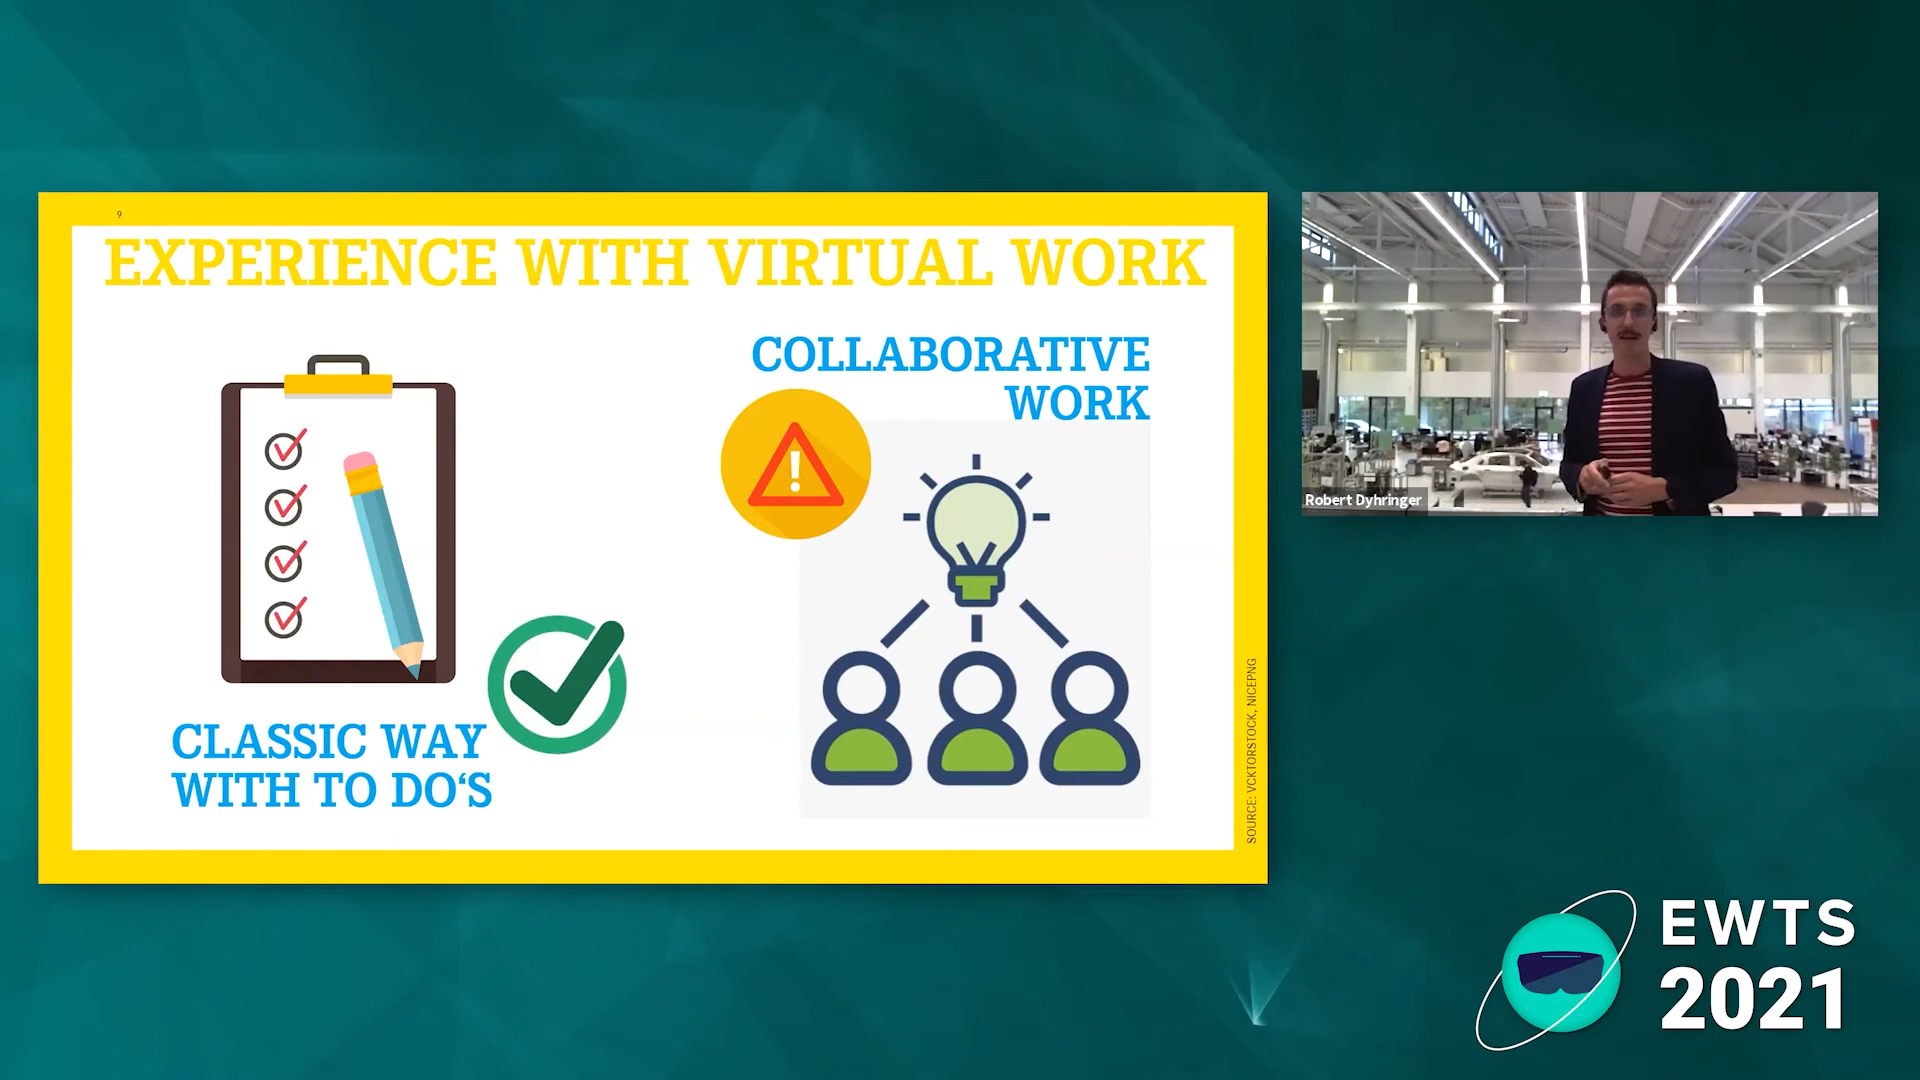 9
EXPERIENCE WITH VIRTUAL WORK
COLLABORATIVE
WORK
CLASSIC WAY
WITH TO DO‘S
SOURCE: VCKTORSTOCK, NICEPNG
Robert Dyhringer
EWTS
2021